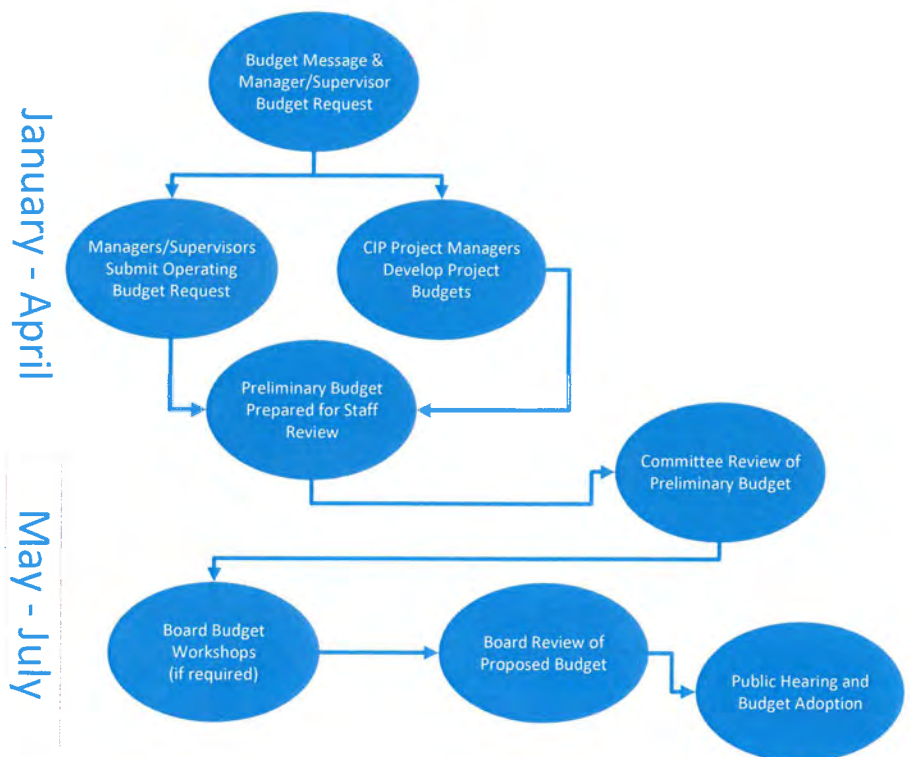 Budget Message &
Manager/Supervisor
Budget Request
January - April
Managers/Supervisors
Submit Operating
Budget Request
CIP Project Managers
Develop Project
Budgets
Preliminary Budget
Prepared for Staff
Review
Committee Review of
Preliminary Budget
May - July
Board Budget
Workshops
(if required)
Board Review of
Proposed Budget
Public Hearing and
Budget Adoption